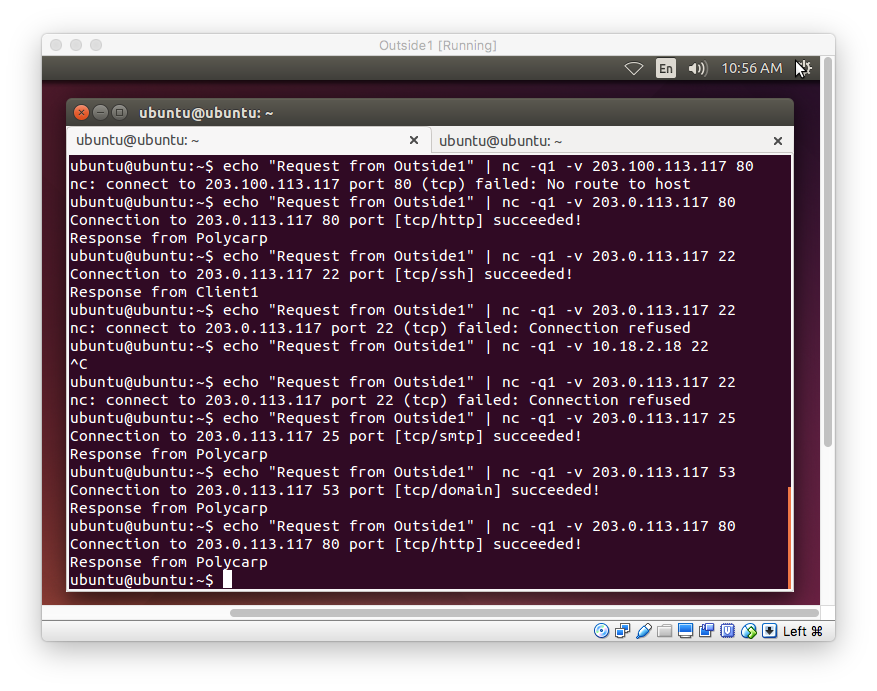 Outside1 [Running]
En
10:56 AM
ubuntu@ubuntu: ~
ubuntu@ubuntu: ~
ubuntu@ubuntu: ~
ubuntu@ubuntu:~$ echo "Request from Outside1" | nc -q1 -v 203.100.113.117 80
nc: connect to 203.100.113.117 port 80 (tcp) failed: No route to host
ubuntu@ubuntu:~$ echo "Request from Outside1" | nc -q1 -v 203.0.113.117 80
Connection to 203.0.113.117 80 port [tcp/http] succeeded!
Response from Polycarp
ubuntu@ubuntu:~$ echo "Request from Outside1" | nc -q1 -v 203.0.113.117 22
Connection to 203.0.113.117 22 port [tcp/ssh] succeeded!
Response from Client1
ubuntu@ubuntu:~$ echo "Request from Outside1" | nc -q1 -v 203.0.113.117 22
nc: connect to 203.0.113.117 port 22 (tcp) failed: Connection refused
ubuntu@ubuntu:~$ echo "Request from Outside1" | nc -q1 -v 10.18.2.18 22
^C
ubuntu@ubuntu:~$ echo "Request from Outside1" | nc -q1 -v 203.0.113.117 22
nc: connect to 203.0.113.117 port 22 (tcp) failed: Connection refused
ubuntu@ubuntu:~$ echo "Request from Outside1" | nc -q1 -v 203.0.113.117 25
Connection to 203.0.113.117 25 port [tcp/smtp] succeeded!
Response from Polycarp
ubuntu@ubuntu:~$ echo "Request from Outside1" | nc -q1 -v 203.0.113.117 53
Connection to 203.0.113.117 53 port [tcp/domain] succeeded!
Response from Polycarp
ubuntu@ubuntu:~$ echo "Request from Outside1" | nc -q1 -v 203.0.113.117 80
Connection to 203.0.113.117 80 port [tcp/http] succeeded!
Response from Polycarp
ubuntu@ubuntu:~$
Left ⌘